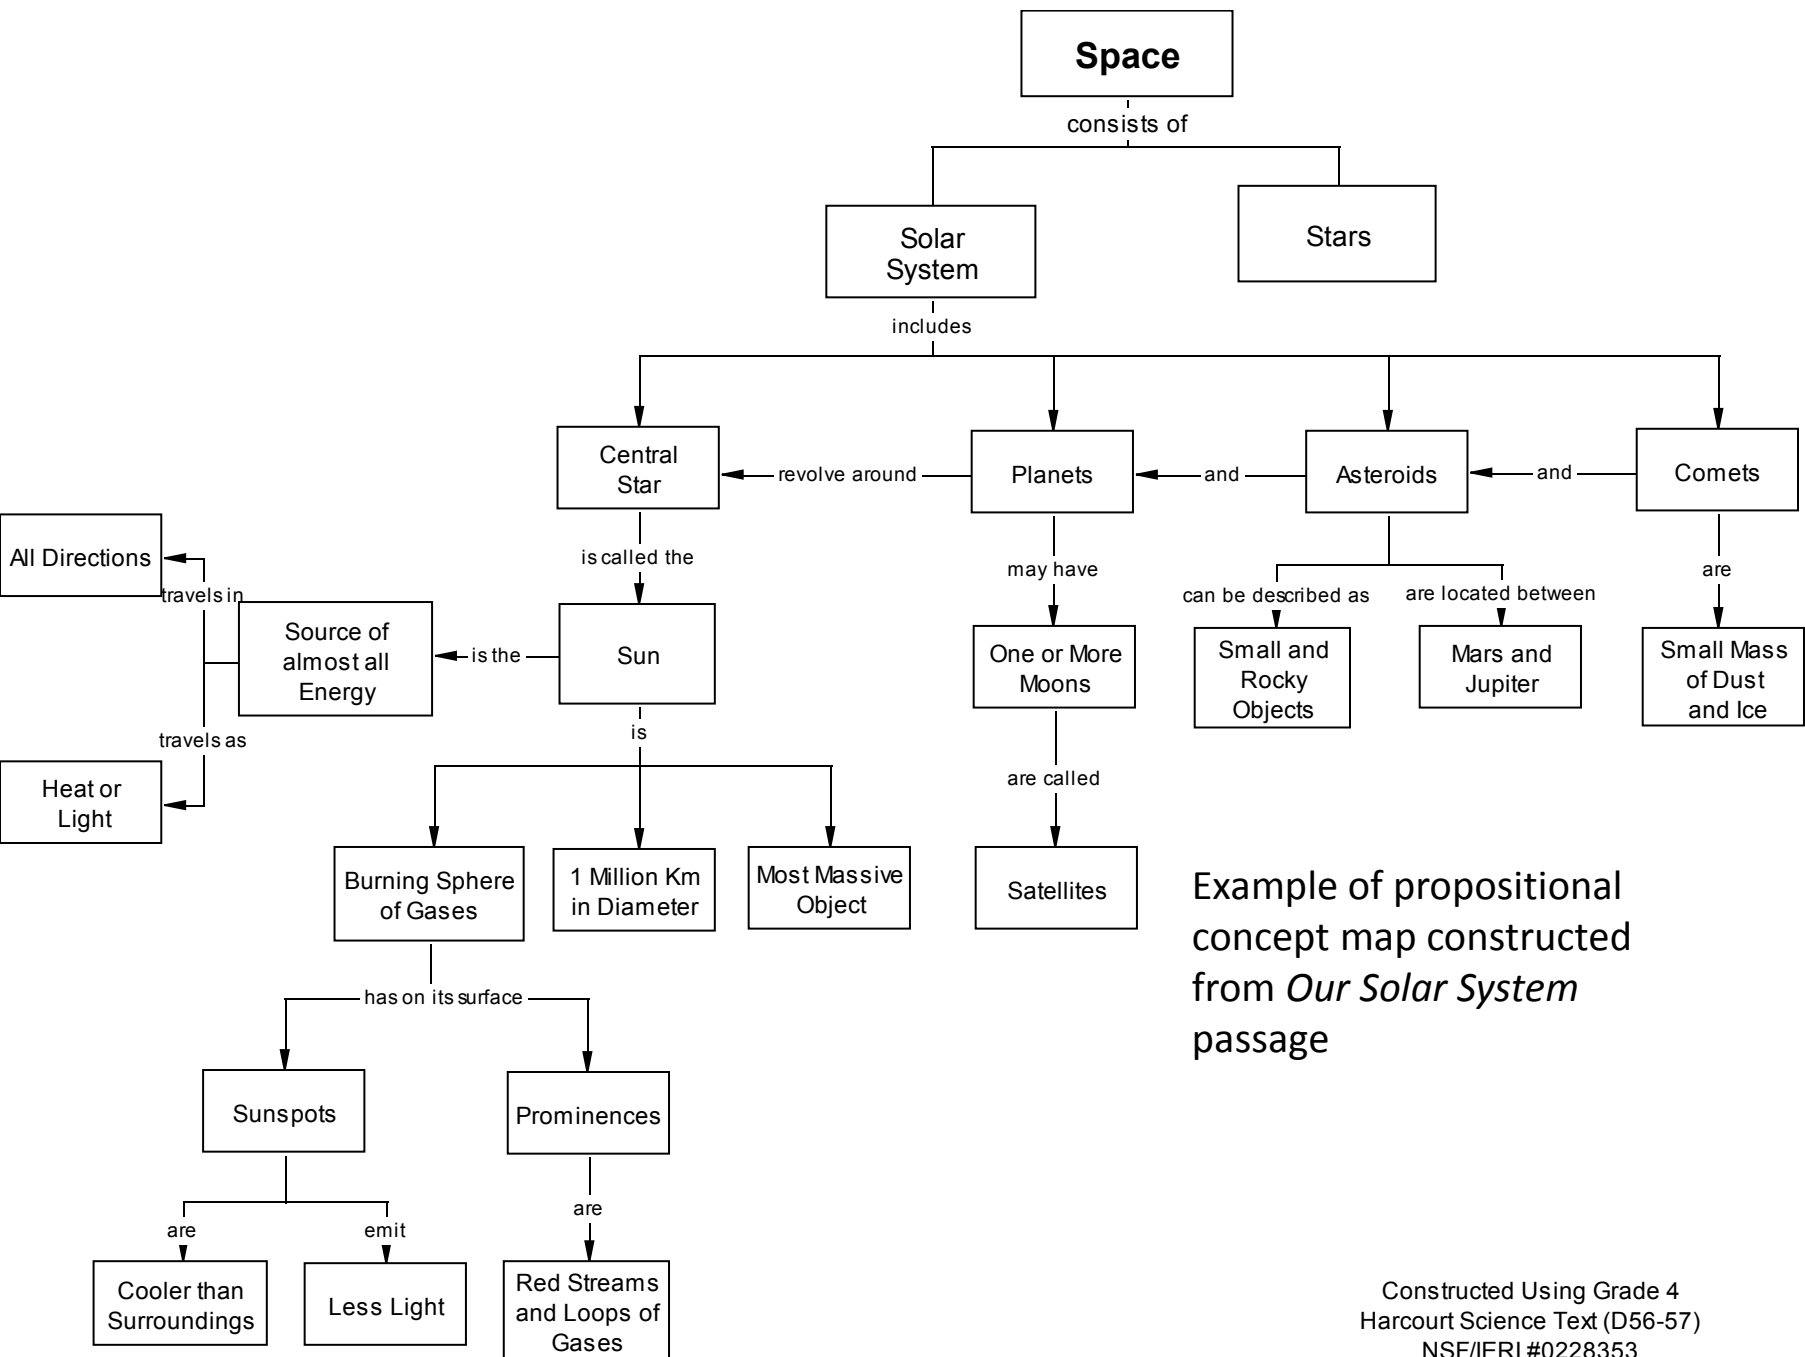 Space
consists of
Solar
System
Stars
includes
Central
Star
revolve around
Planets
and
Asteroids
and
Comets
All Directions
is called the
may have
can be described as
are located between
are
travels in
Source of
almost all
Energy
is the
Sun
One or More
Moons
Small and
Rocky
Objects
Mars and
Jupiter
Small Mass
of Dust
and Ice
travels as
is
Heat or
Light
are called
Burning Sphere
of Gases
1 Million Km
in Diameter
Most Massive
Object
Satellites
Example of propositional
concept map constructed
from Our Solar System
passage
has on its surface
Sunspots
Prominences
are
emit
are
Cooler than
Surroundings
Less Light
Red Streams
and Loops of
Gases
Constructed Using Grade 4
Harcourt Science Text (D56-57)
NSF/IERI #0228353